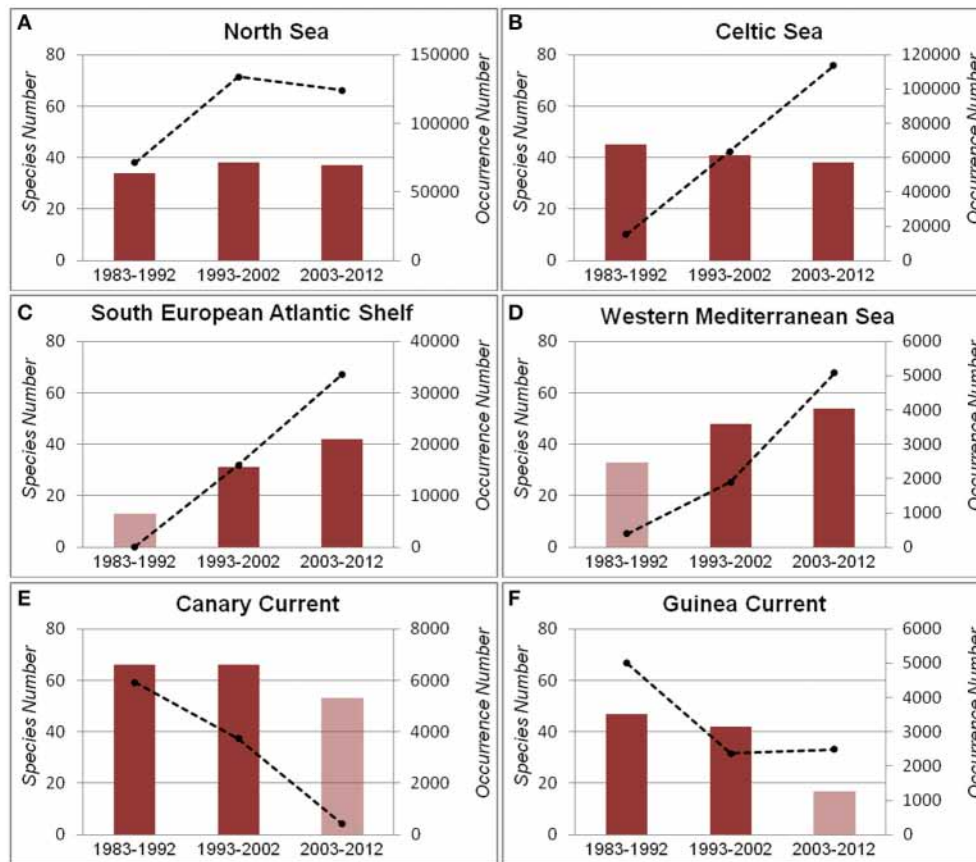 A
North Sea
Species Number
80
60
40
20
0
150000
100000
50000
0
Occurrence Number
1983-1992 1993-2002 2003-2012
B
Celtic Sea
Species Number
80
60
40
20
0
120000
100000
80000
60000
40000
20000
0
Occurrence Number
1983-1992 1993-2002 2003-2012
C
South European Atlantic Shelf
Species Number
80
60
40
20
0
40000
30000
20000
10000
0
Occurrence Number
1983-1992 1993-2002 2003-2012
D
Western Mediterranean Sea
Species Number
80
60
40
20
0
6000
5000
4000
3000
2000
1000
0
Occurrence Number
1983-1992 1993-2002 2003-2012
E
Canary Current
Species Number
80
60
40
20
0
8000
6000
4000
2000
0
Occurrence Number
1983-1992 1993-2002 2003-2012
F
Guinea Current
Species Number
80
60
40
20
0
6000
5000
4000
3000
2000
1000
0
Occurrence Number
1983-1992 1993-2002 2003-2012